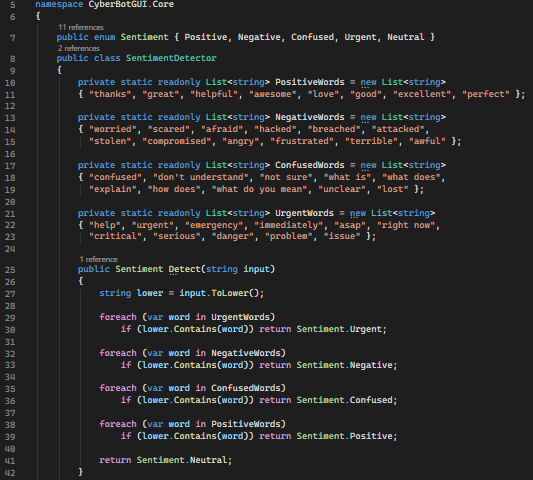 5 namespace CyberBotGUI.Core
6 {
11 references
7 public enum Sentiment { Positive, Negative, Confused, Urgent, Neutral }
2 references
8 public class SentimentDetector
9 {
10 private static readonly List<string> PositiveWords = new List<string>
11 { "thanks", "great", "helpful", "awesome", "love", "good", "excellent", "perfect" };
12
13 private static readonly List<string> NegativeWords = new List<string>
14 { "worried", "scared", "afraid", "hacked", "breached", "attacked",
15 "stolen", "compromised", "angry", "frustrated", "terrible", "awful" };
16
17 private static readonly List<string> ConfusedWords = new List<string>
18 { "confused", "don't understand", "not sure", "what is", "what does",
19 "explain", "how does", "what do you mean", "unclear", "lost" };
20
21 private static readonly List<string> UrgentWords = new List<string>
22 { "help", "urgent", "emergency", "immediately", "asap", "right now",
23 "critical", "serious", "danger", "problem", "issue" };
24
1 reference
25 public Sentiment Detect(string input)
26 {
27 string lower = input.ToLower();
28
29 foreach (var word in UrgentWords)
30 if (lower.Contains(word)) return Sentiment.Urgent;
31
32 foreach (var word in NegativeWords)
33 if (lower.Contains(word)) return Sentiment.Negative;
34
35 foreach (var word in ConfusedWords)
36 if (lower.Contains(word)) return Sentiment.Confused;
37
38 foreach (var word in PositiveWords)
39 if (lower.Contains(word)) return Sentiment.Positive;
40
41 return Sentiment.Neutral;
42 }